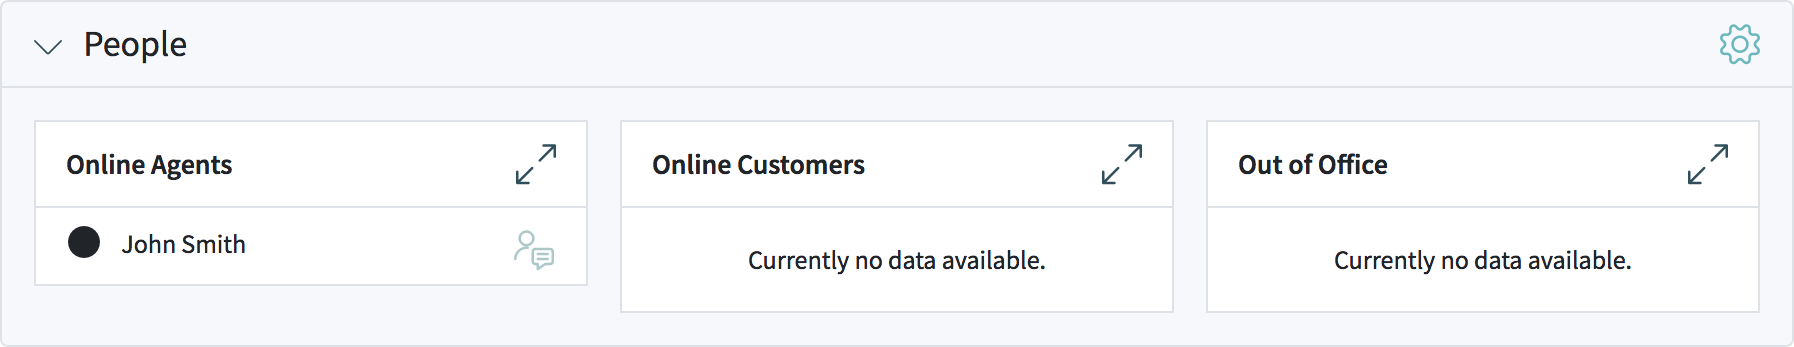 People
Online Agents
John Smith
Online Customers
Currently no data available.
Out of Office
Currently no data available.